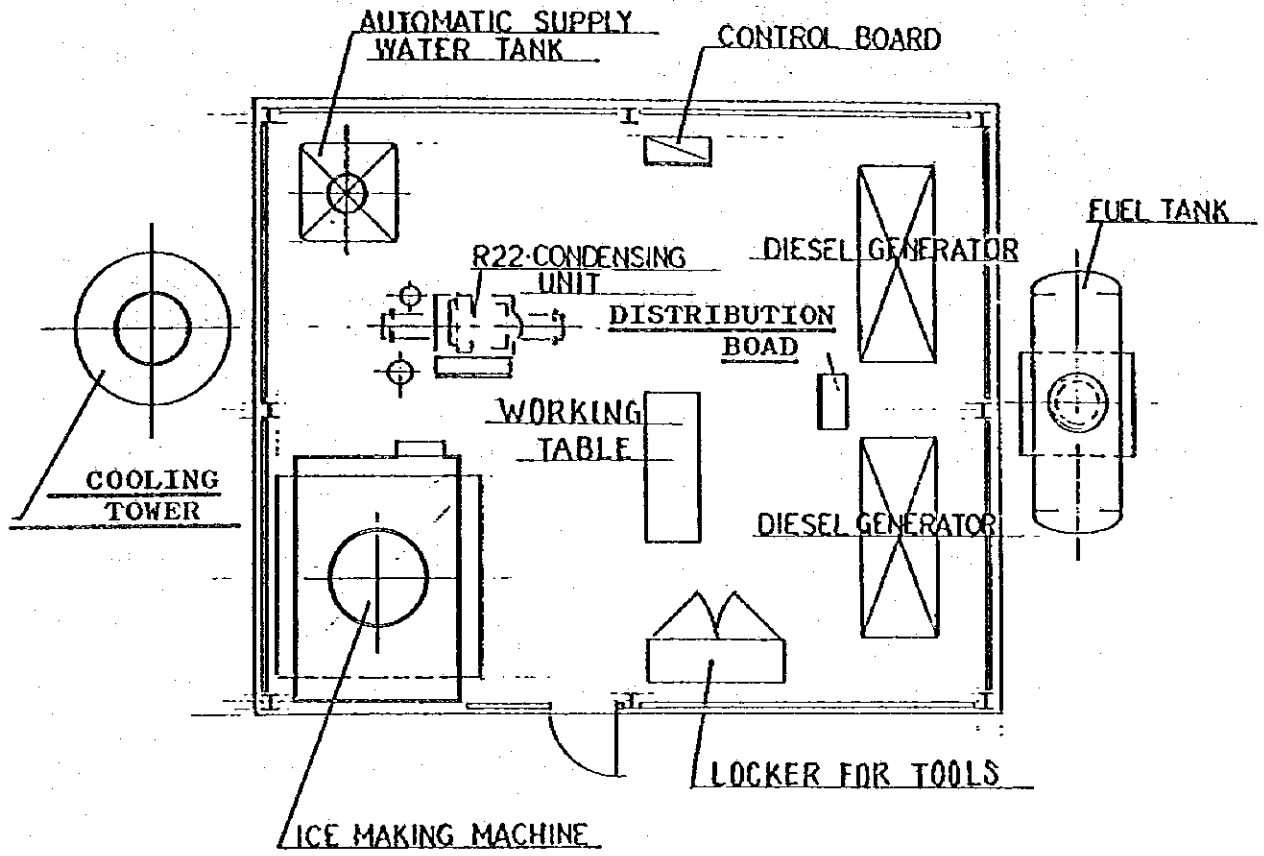 AUTOMATIC SUPPLY
WATER TANK
CONTROL BOARD
FUEL TANK
R22·CONDENSING
UNIT
DIESEL GENERATOR
DISTRIBUTION
BOAD
WORKING
TABLE
COOLING
TOWER
DIESEL GENERATOR
LOCKER FOR TOOLS
ICE MAKING MACHINE